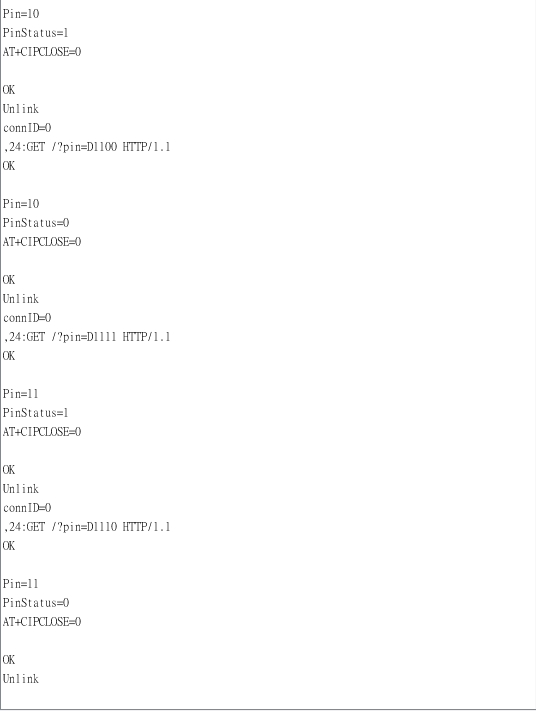 Pin=10
PinStatus=1
AT+CIPCLOSE=0
OK
Unlink
connID=0
,24:GET /?pin=D1100 HTTP/1.1
OK
Pin=10
PinStatus=0
AT+CIPCLOSE=0
OK
Unlink
connID=0
,24:GET /?pin=D1111 HTTP/1.1
OK
Pin=11
PinStatus=1
AT+CIPCLOSE=0
OK
Unlink
connID=0
,24:GET /?pin=D1110 HTTP/1.1
OK
Pin=11
PinStatus=0
AT+CIPCLOSE=0
OK
Unlink